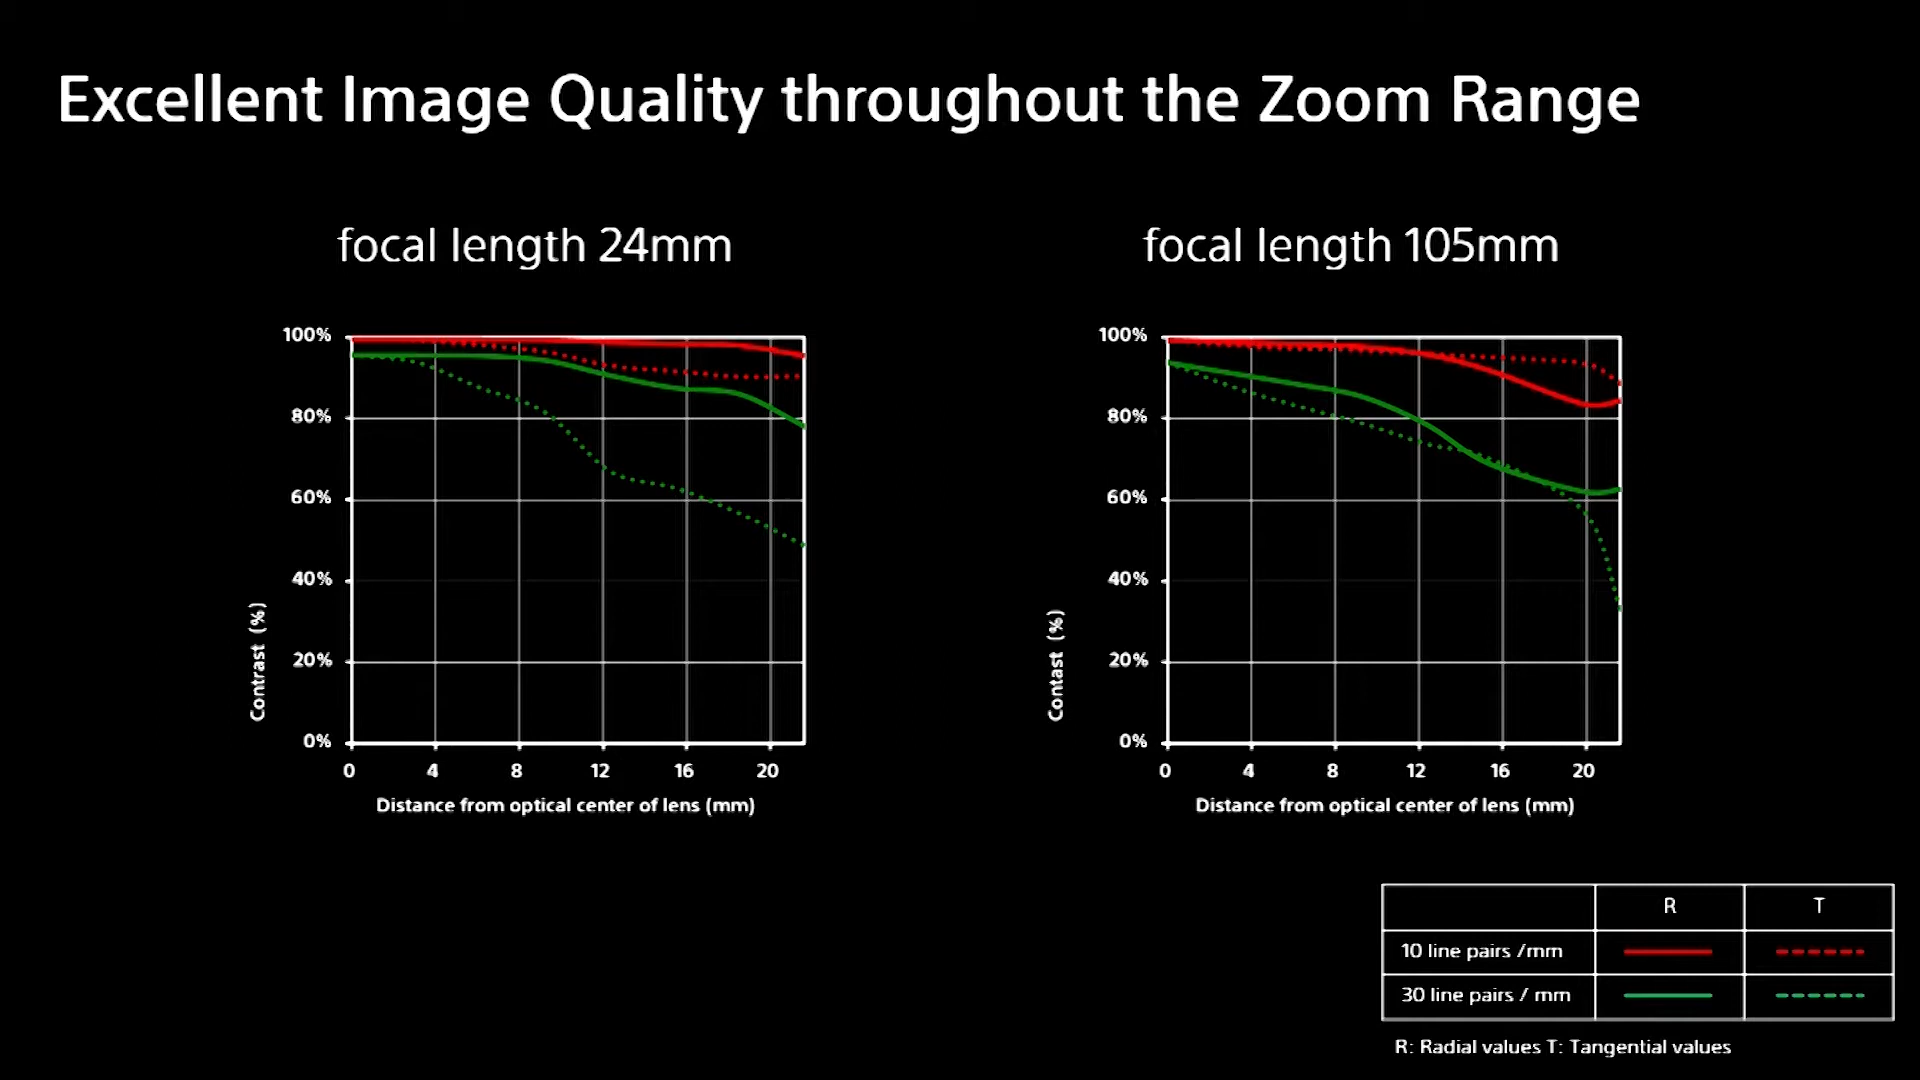 Excellent Image Quality throughout the Zoom Range
focal length 24mm
100%
80%
60%
40%
20%
0%
Contrast (%)
0 4 8 12 16 20
Distance from optical center of lens (mm)
focal length 105mm
100%
80%
60%
40%
20%
0%
Contast (%)
0 4 8 12 16 20
Distance from optical center of lens (mm)
R T
10 line pairs /mm
30 line pairs / mm
R: Radial values T: Tangential values